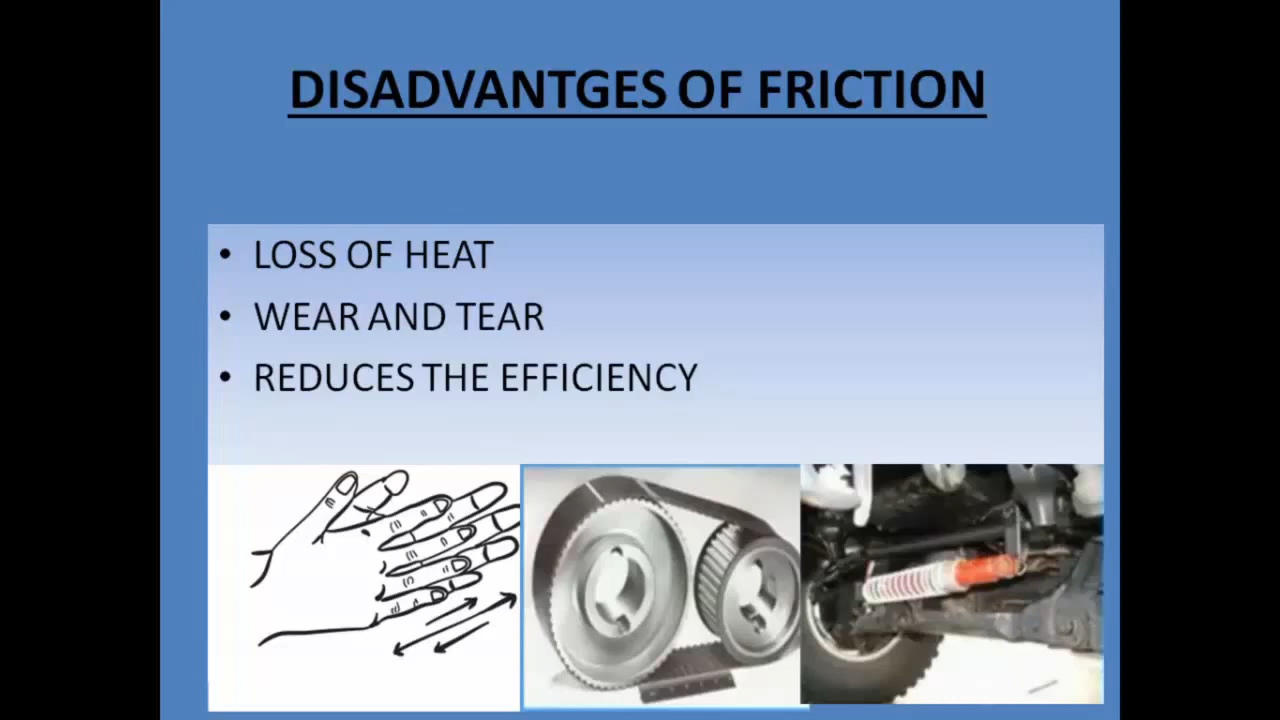 DISADVANTGES OF FRICTION
• LOSS OF HEAT
• WEAR AND TEAR
• REDUCES THE EFFICIENCY